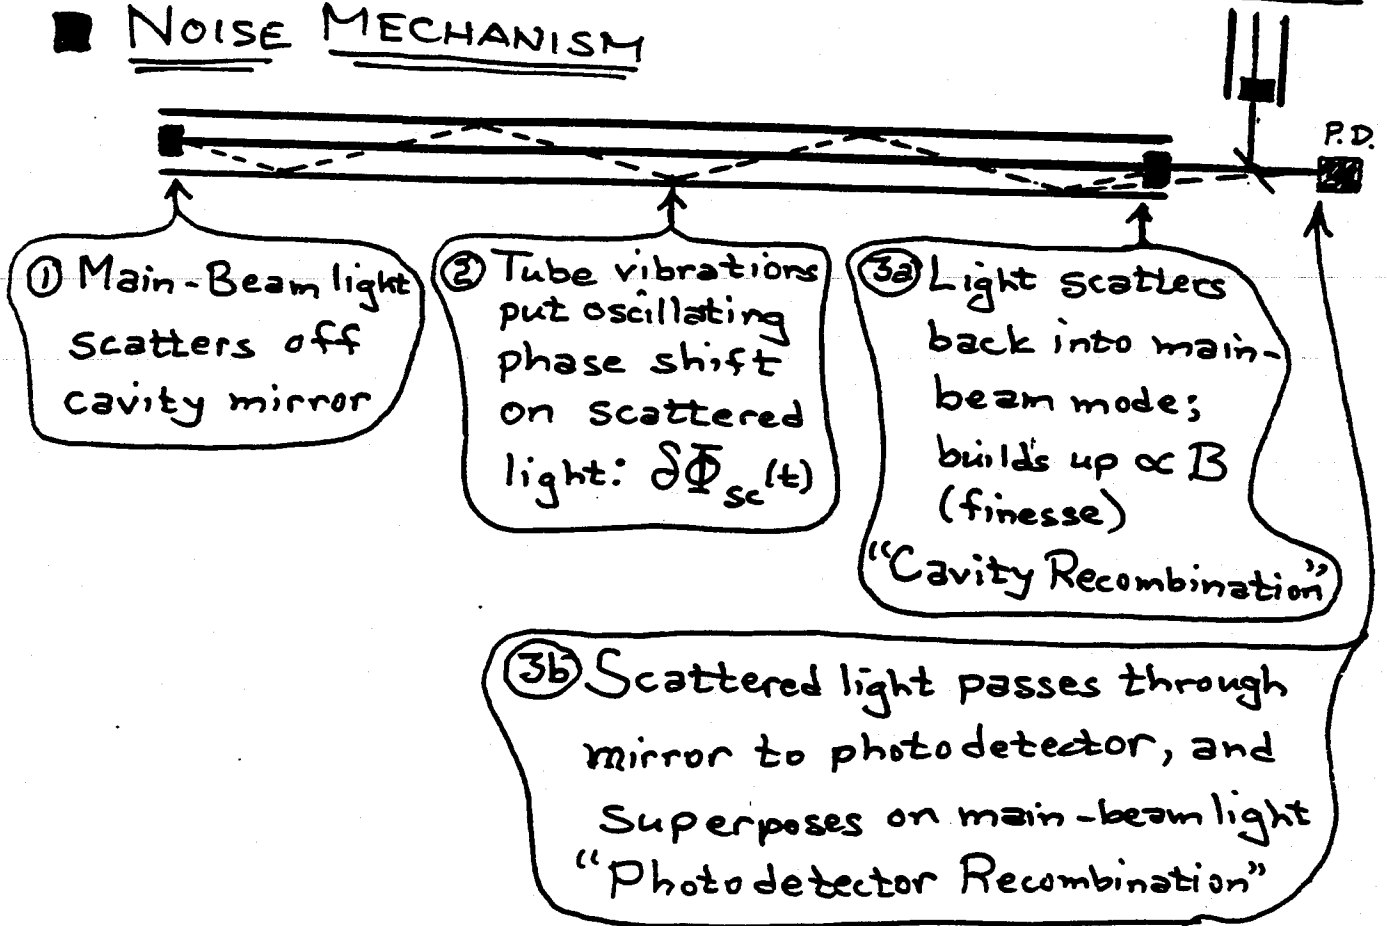 NOISE MECHANISM
P.D.
① Main-Beam light
scatters off
cavity mirror
② Tube vibrations
put oscillating
phase shift
on scattered
light: δΦ_sc(t)
3a Light scatters
back into main-
beam mode;
builds up ∝ B
(finesse)
"Cavity Recombination"
3b Scattered light passes through
mirror to photodetector, and
superposes on main-beam light
"Photodetector Recombination"